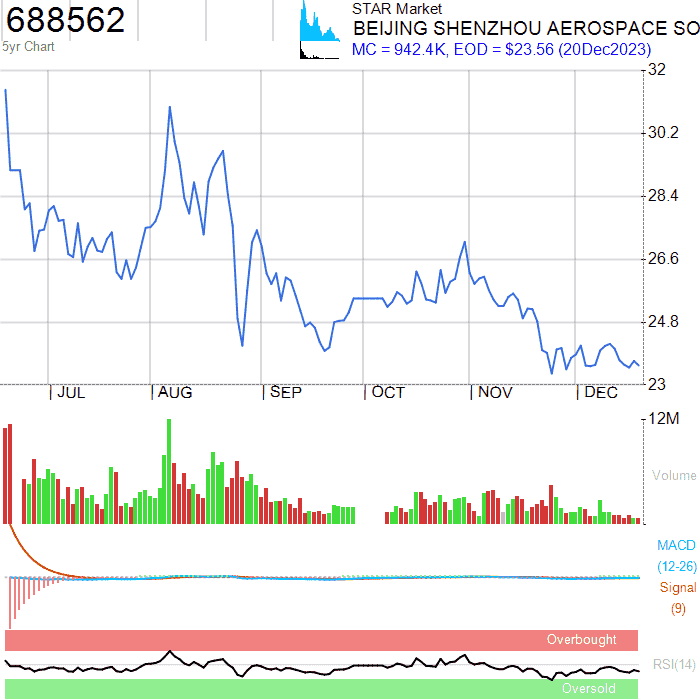 688562
5yr Chart
STAR Market
BEIJING SHENZHOU AEROSPACE SO
MC = 942.4K, EOD = $23.56 (20Dec2023)
32
30.2
28.4
26.6
24.8
23
JUL AUG SEP OCT NOV DEC
12M
Volume
MACD
(12-26)
Signal
(9)
Overbought
RSI(14)
Oversold